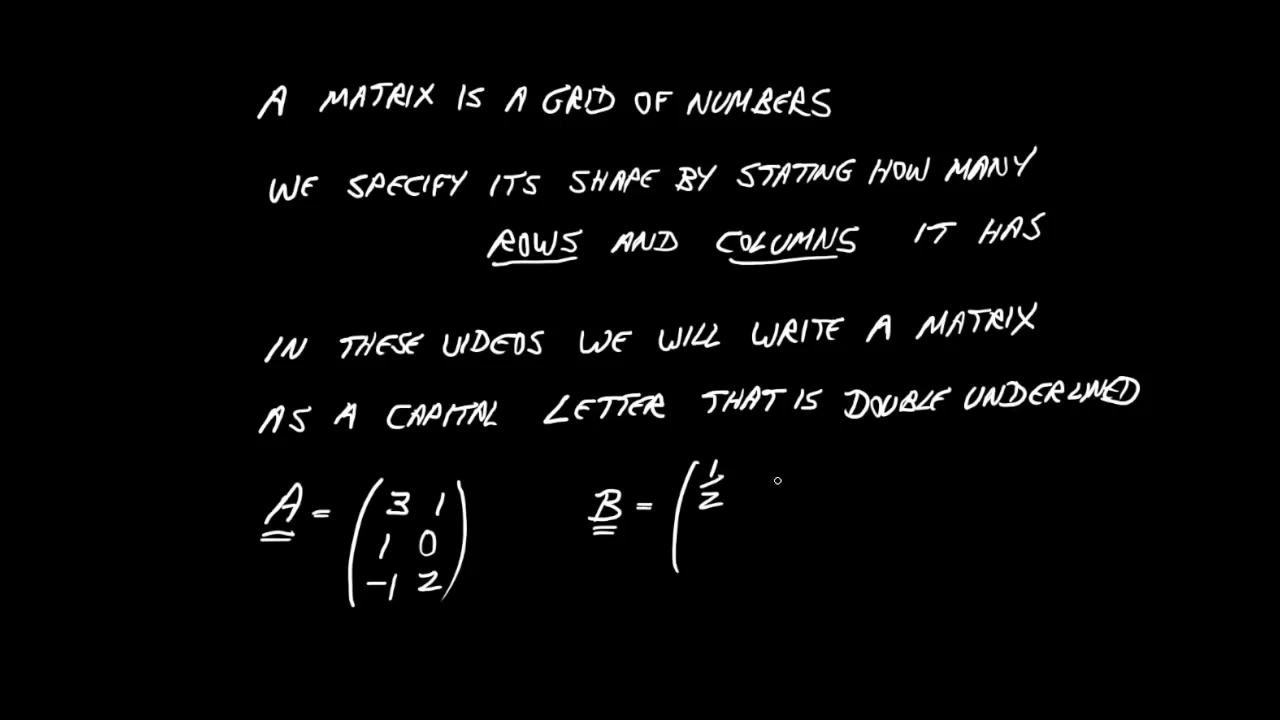 A MATRIX IS A GRID OF NUMBERS
WE SPECIFY ITS SHAPE BY STATING HOW MANY
ROWS AND COLUMNS IT HAS
IN THESE VIDEOS WE WILL WRITE A MATRIX
AS A CAPITAL LETTER THAT IS DOUBLE UNDERLINED
A = ( 3 1 B = ( 1/2
1 0
-1 2 )